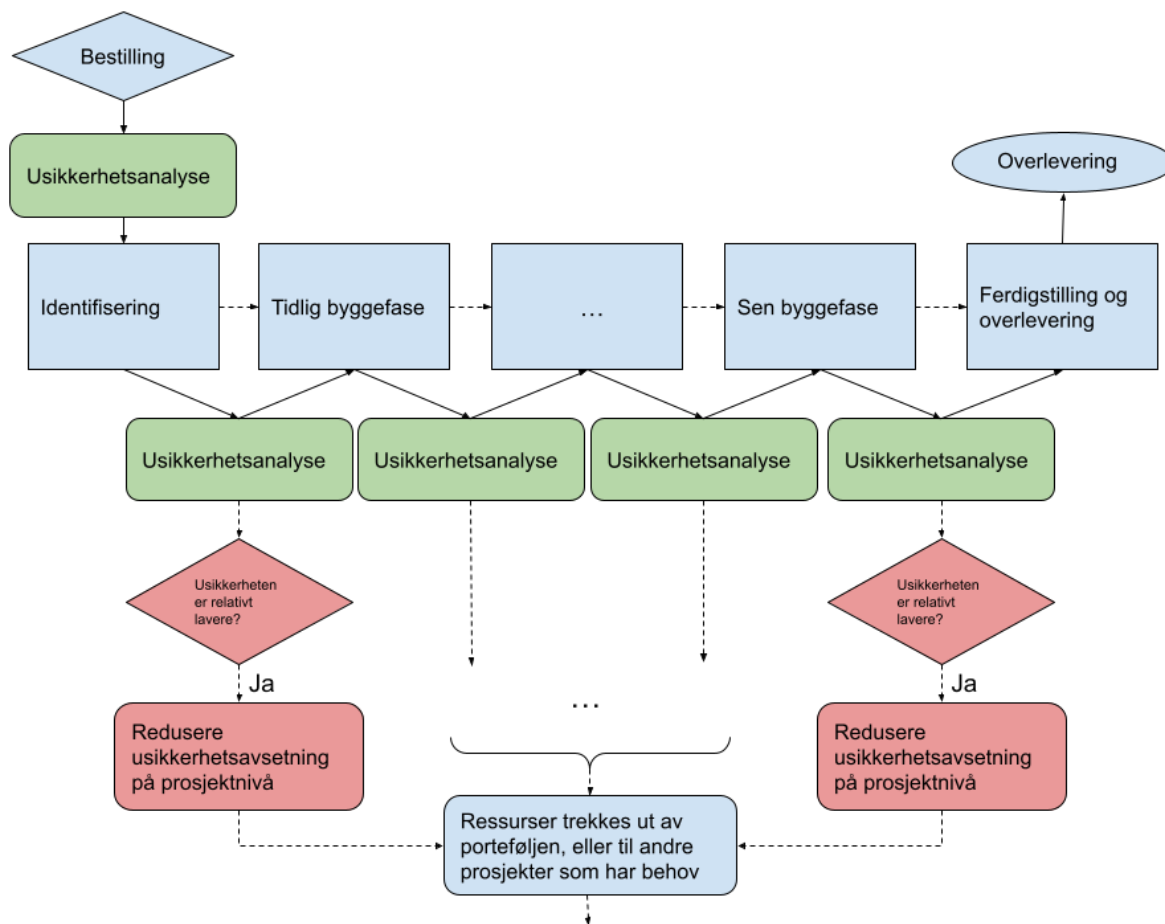 Bestilling
Usikkerhetsanalyse
Overlevering
Identifisering
Tidlig byggefase
...
Sen byggefase
Ferdigstilling og
overlevering
Usikkerhetsanalyse
Usikkerhetsanalyse
Usikkerhetsanalyse
Usikkerhetsanalyse
Usikkerheten
er relativt
lavere?
Usikkerheten
er relativt
lavere?
Ja
Ja
Redusere
usikkerhetsavsetning
på prosjektnivå
...
Redusere
usikkerhetsavsetning
på prosjektnivå
Ressurser trekkes ut av
porteføljen, eller til andre
prosjekter som har behov